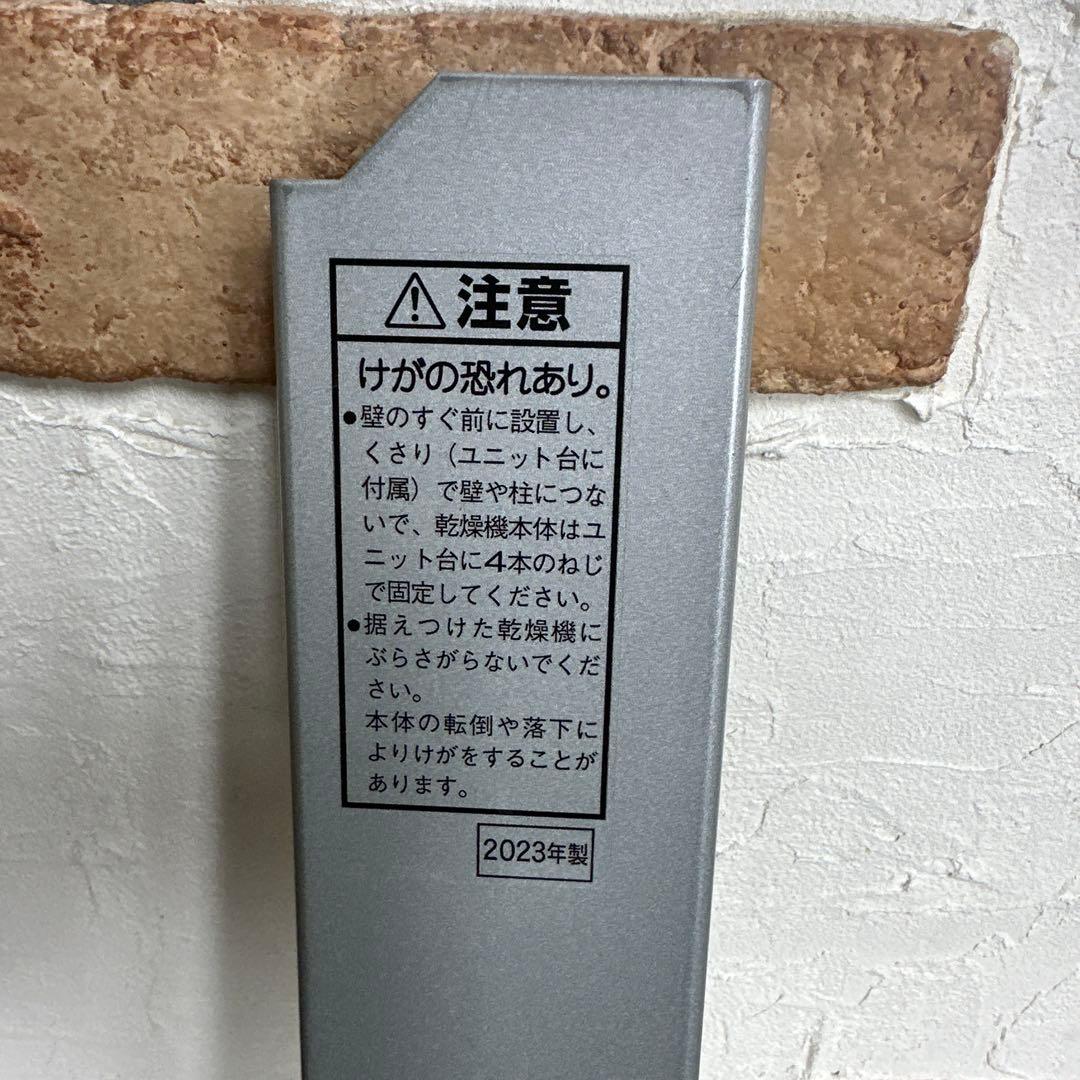 注意
けがの恐れあり。
●壁のすぐ前に設置し、
くさり（ユニット台に
付属）で壁や柱につな
いで、乾燥機本体はユ
ニット台に4本のねじ
で固定してください。
●据えつけた乾燥機に
ぶらさがらないでくだ
さい。
本体の転倒や落下に
よりけがをすることが
あります。
2023年製